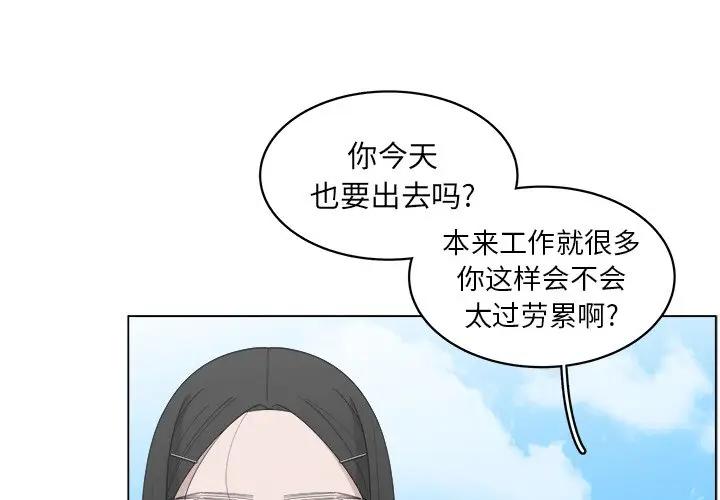 你今天
也要出去吗?
本来工作就很多
你这样会不会
太过劳累啊?